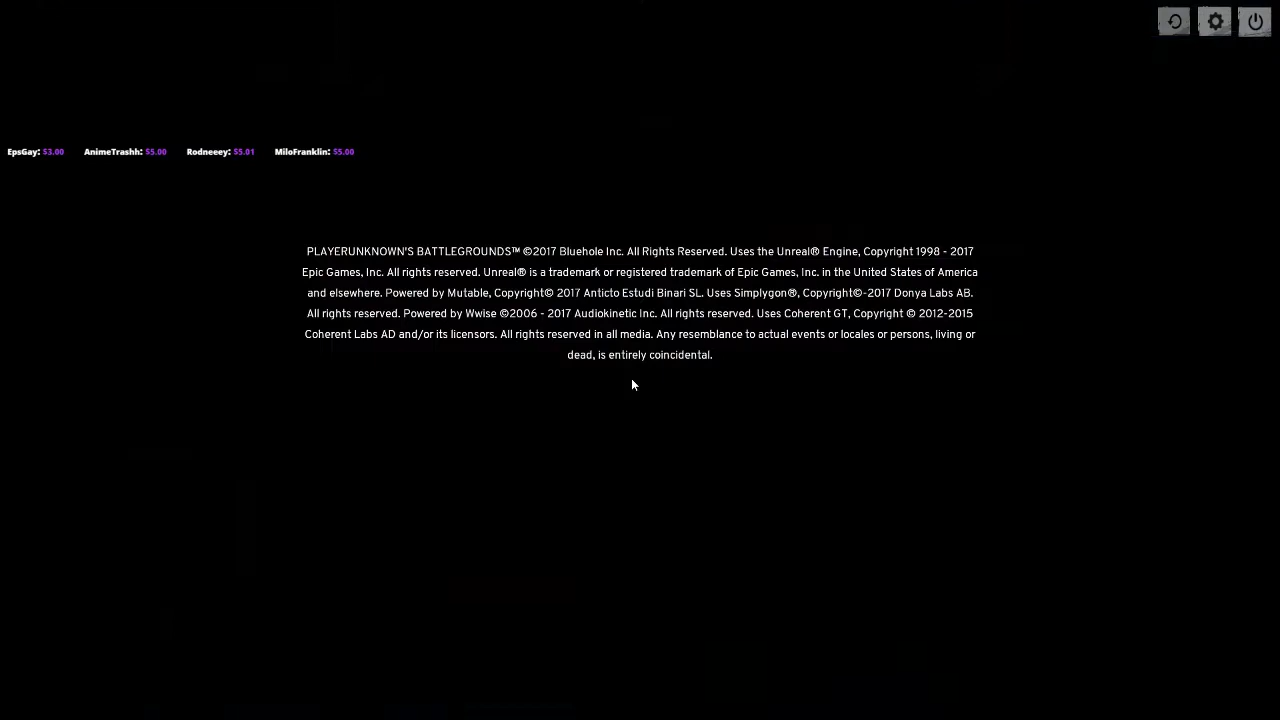 EpsGay: $3.00 AnimeTrashh: $5.00 Rodneeey: $5.01 MiloFranklin: $5.00
PLAYERUNKNOWN'S BATTLEGROUNDS™ ©2017 Bluehole Inc. All Rights Reserved. Uses the Unreal® Engine, Copyright 1998 - 2017
Epic Games, Inc. All rights reserved. Unreal® is a trademark or registered trademark of Epic Games, Inc. in the United States of America
and elsewhere. Powered by Mutable, Copyright© 2017 Anticto Estudi Binari SL. Uses Simplygon®, Copyright©-2017 Donya Labs AB.
All rights reserved. Powered by Wwise ©2006 - 2017 Audiokinetic Inc. All rights reserved. Uses Coherent GT, Copyright © 2012-2015
Coherent Labs AD and/or its licensors. All rights reserved in all media. Any resemblance to actual events or locales or persons, living or
dead, is entirely coincidental.